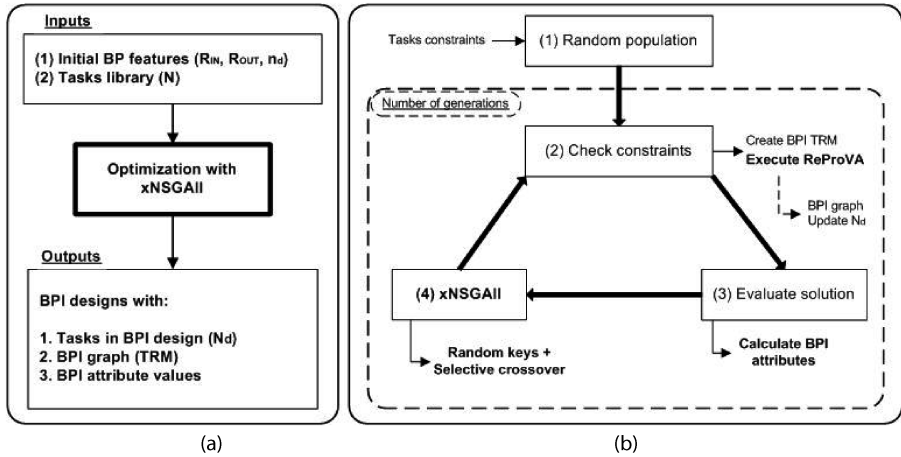 Inputs
(1) Initial BP features (RIN, ROUT, nd)
(2) Tasks library (N)
Optimization with
xNSGAII
Outputs
BPI designs with:
1. Tasks in BPI design (Nd)
2. BPI graph (TRM)
3. BPI attribute values
(a)
Tasks constraints
(1) Random population
Number of generations
(2) Check constraints
Create BPI TRM
Execute ReProVA
BPI graph
Update Nd
(4) xNSGAII
(3) Evaluate solution
Random keys +
Selective crossover
Calculate BPI
attributes
(b)